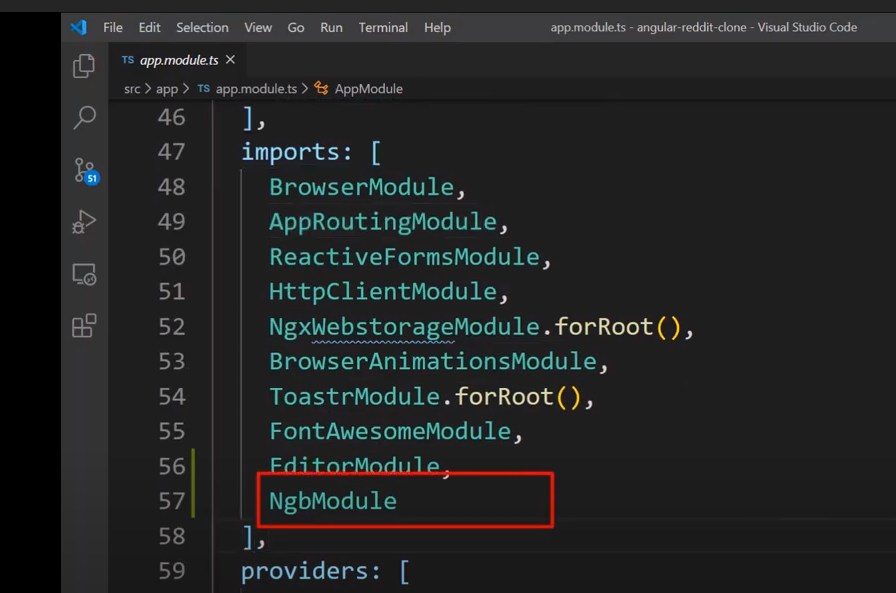 File Edit Selection View Go Run Terminal Help app.module.ts - angular-reddit-clone - Visual Studio Code
TS app.module.ts ×
src > app > TS app.module.ts > AppModule
46 ],
47 imports: [
48 BrowserModule,
49 AppRoutingModule,
50 ReactiveFormsModule,
51 HttpClientModule,
52 NgxWebstorageModule.forRoot(),
53 BrowserAnimationsModule,
54 ToastrModule.forRoot(),
55 FontAwesomeModule,
56 EditorModule,
57 NgbModule
58 ],
59 providers: [
51